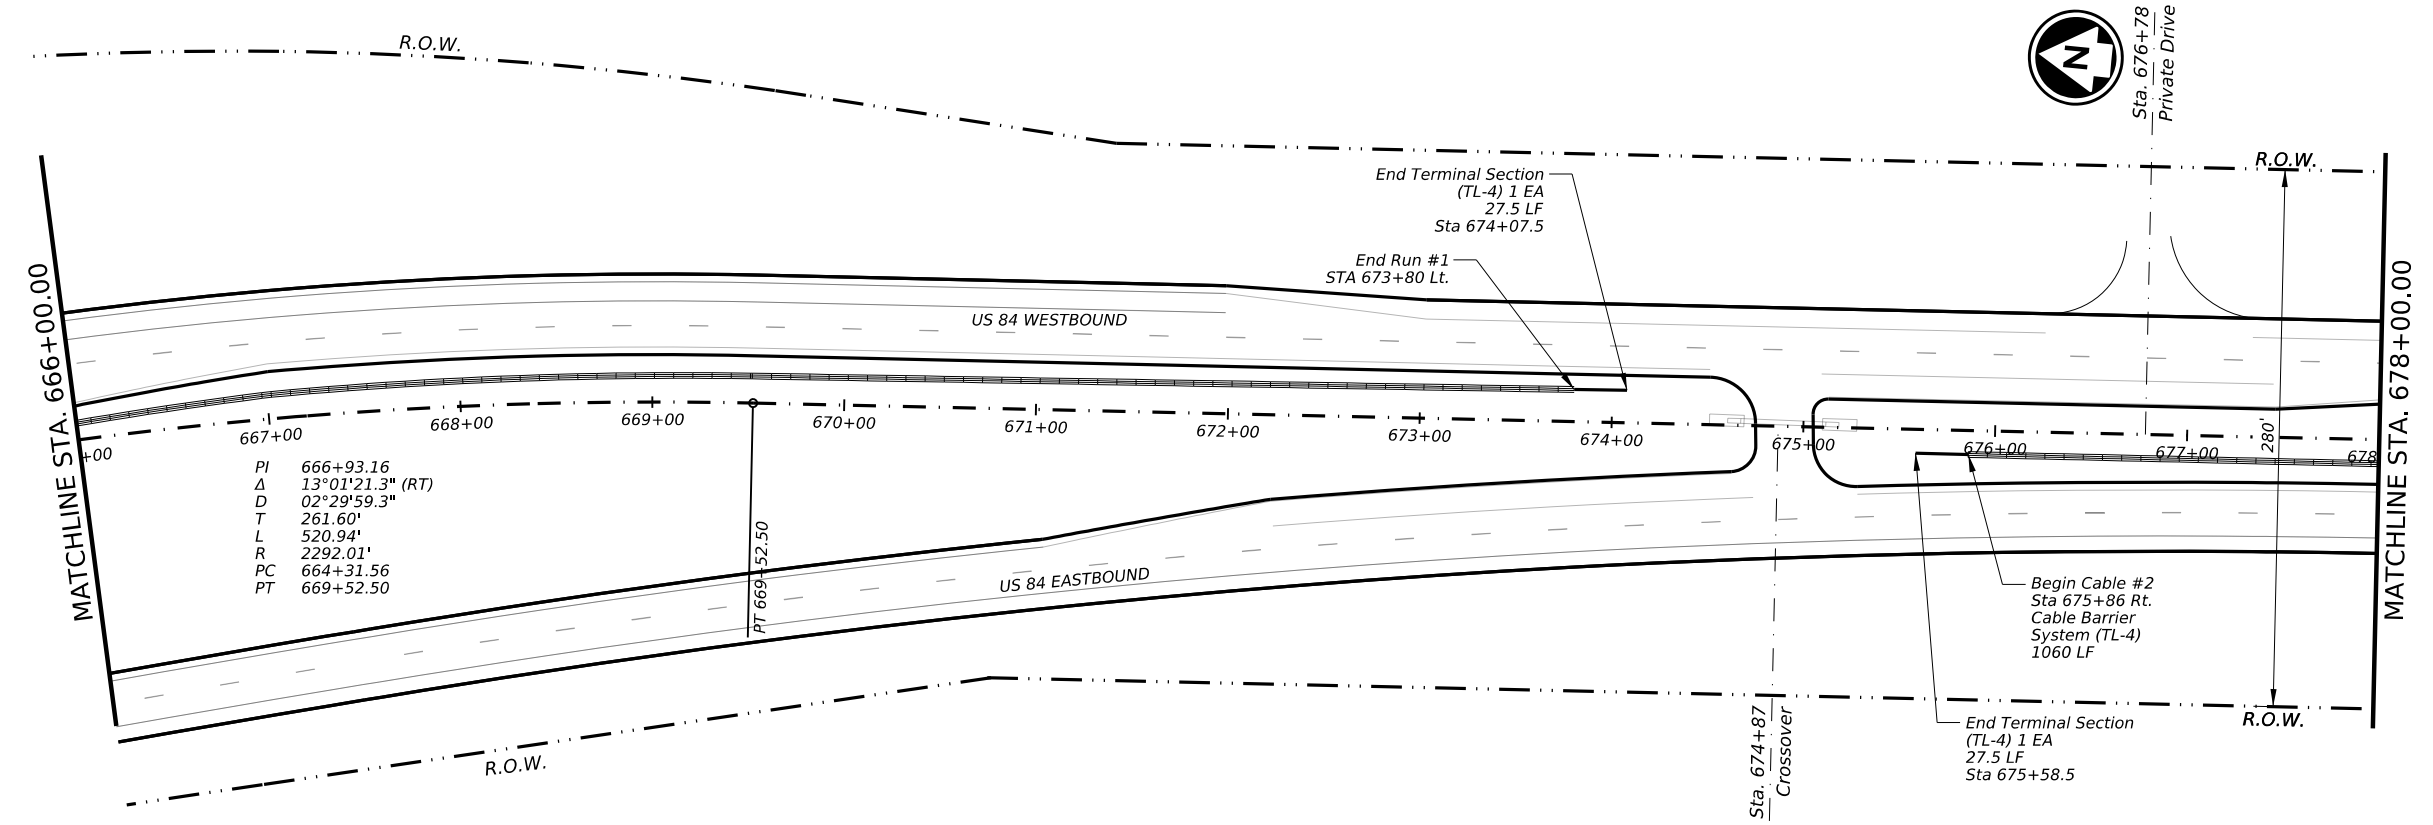 R.O.W.
N
Sta. 676+78
Private Drive
R.O.W.
End Terminal Section
(TL-4) 1 EA
27.5 LF
Sta 674+07.5
End Run #1
STA 673+80 Lt.
MATCHLINE STA. 666+00.00
MATCHLINE STA. 678+00.00
US 84 WESTBOUND
+00
667+00
668+00
669+00
670+00
671+00
672+00
673+00
674+00
675+00
676+00
677+00
678
280'
PI 666+93.16
Δ 13°01'21.3" (RT)
D 02°29'59.3"
T 261.60'
L 520.94'
R 2292.01'
PC 664+31.56
PT 669+52.50
PT 669+52.50
US 84 EASTBOUND
Begin Cable #2
Sta 675+86 Rt.
Cable Barrier
System (TL-4)
1060 LF
End Terminal Section
(TL-4) 1 EA
27.5 LF
Sta 675+58.5
R.O.W.
R.O.W.
Sta. 674+87
Crossover